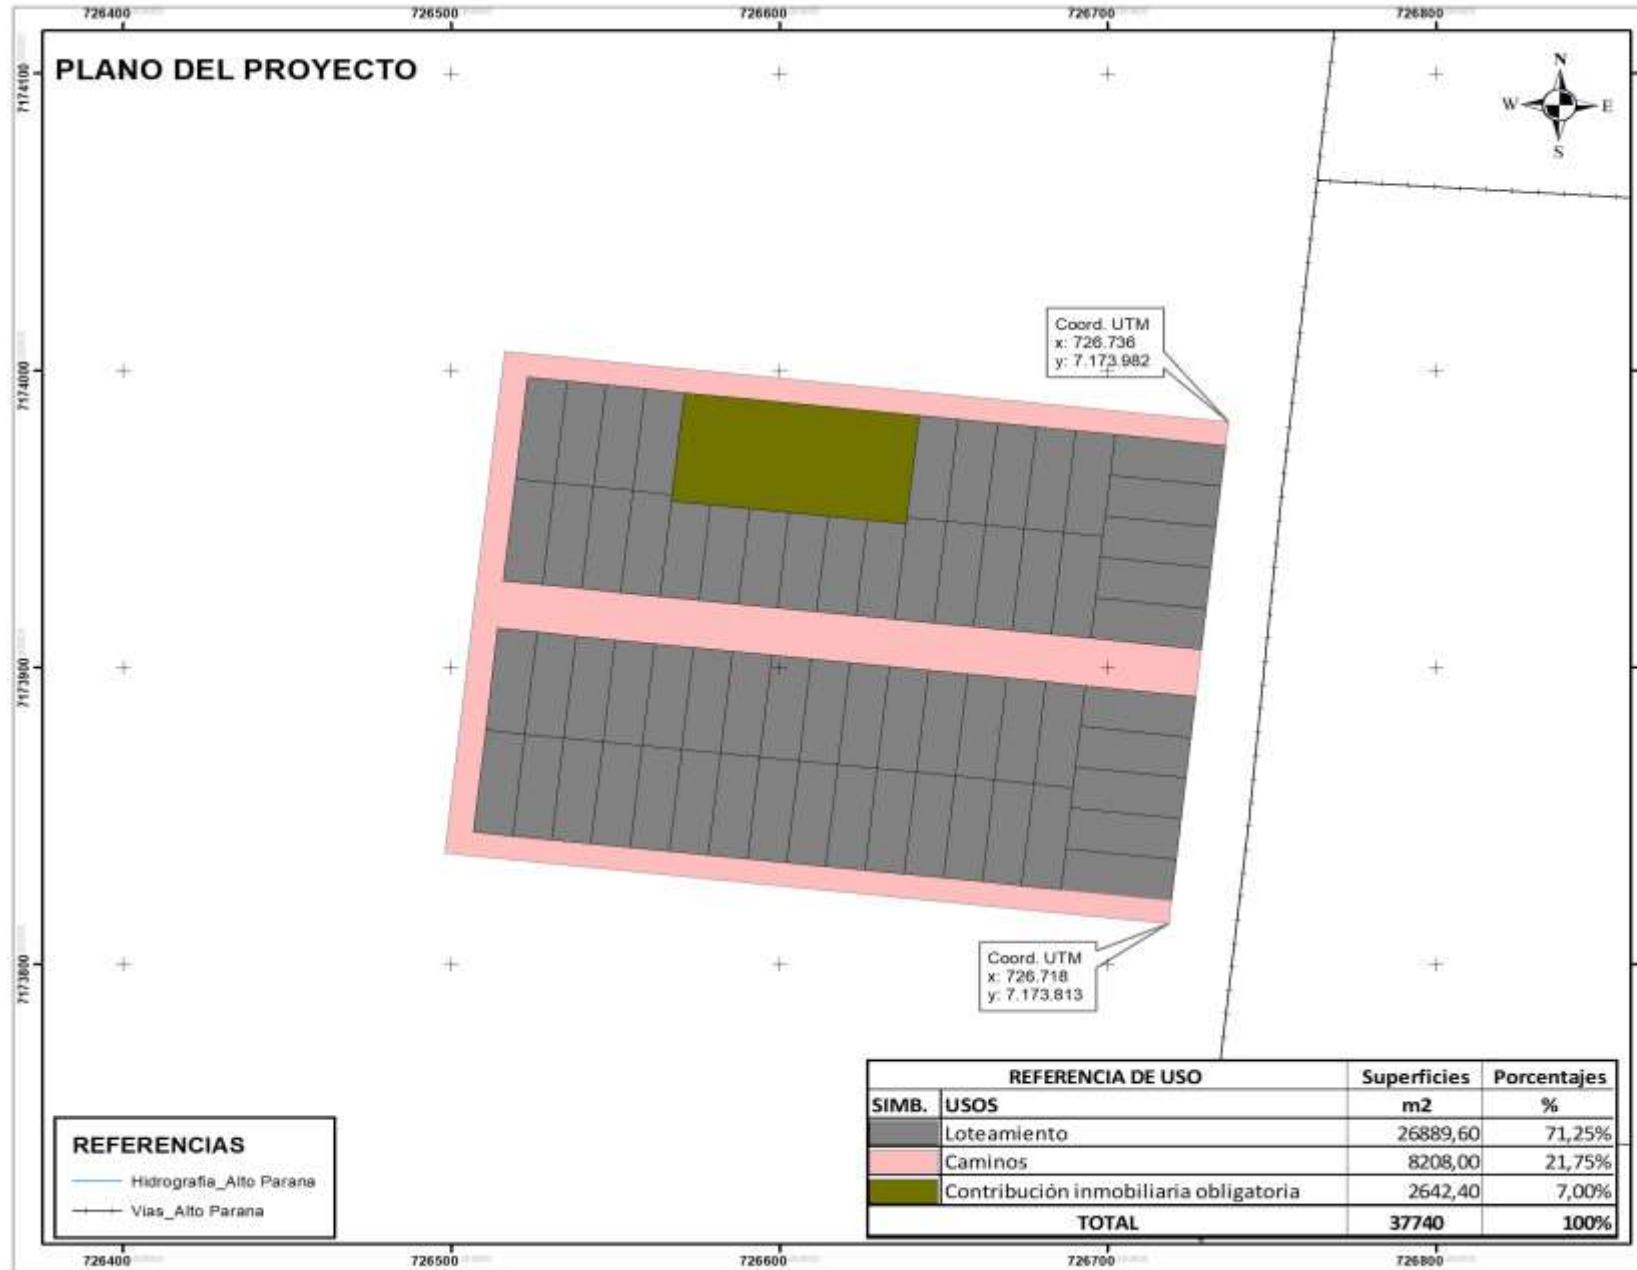 726400 726500 726600 726700 726800
PLANO DEL PROYECTO
N
W E
S
7174100
7174000
7173900
7173800
Coord. UTM
x: 726.736
y: 7.173.982
Coord. UTM
x: 726.718
y: 7.173.813
REFERENCIAS
Hidrografia_Alto Parana
Vias_Alto Parana
REFERENCIA DE USO Superficies Porcentajes
SIMB. USOS m2 %
Loteamiento 26889,60 71,25%
Caminos 8208,00 21,75%
Contribución inmobiliaria obligatoria 2642,40 7,00%
TOTAL 37740 100%
726400 726500 726600 726700 726800